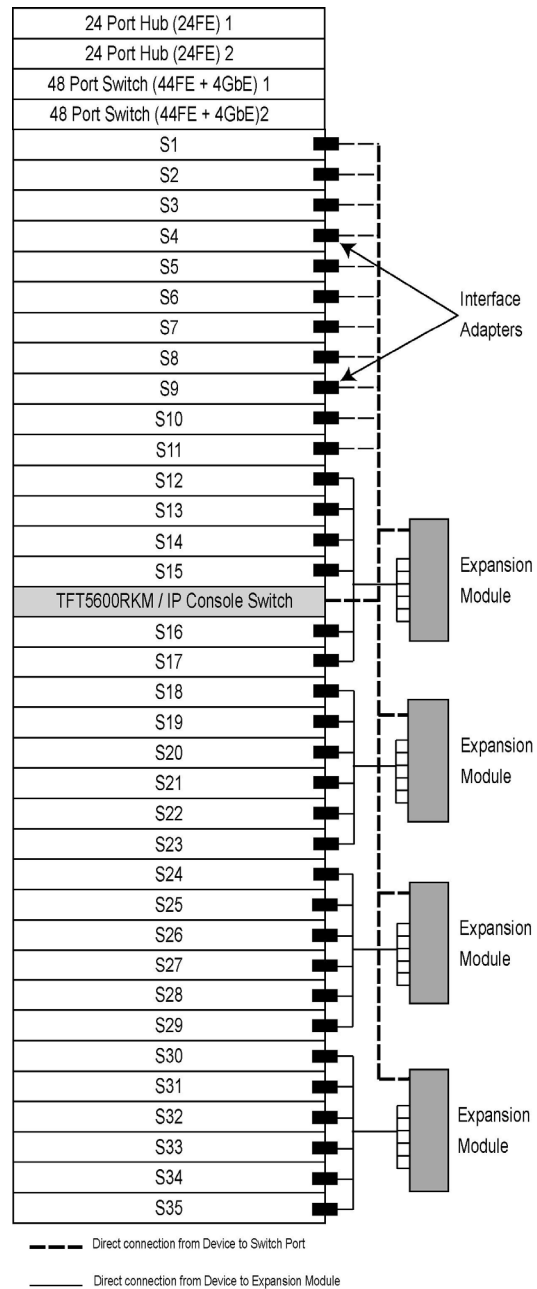 24 Port Hub (24FE) 1
24 Port Hub (24FE) 2
48 Port Switch (44FE + 4GbE) 1
48 Port Switch (44FE + 4GbE)2
S1
S2
S3
S4
S5
S6
S7
S8
S9
S10
S11
S12
S13
S14
S15
TFT5600RKM / IP Console Switch
S16
S17
S18
S19
S20
S21
S22
S23
S24
S25
S26
S27
S28
S29
S30
S31
S32
S33
S34
S35
Interface
Adapters
Expansion
Module
Expansion
Module
Expansion
Module
Expansion
Module
Direct connection from Device to Switch Port
Direct connection from Device to Expansion Module